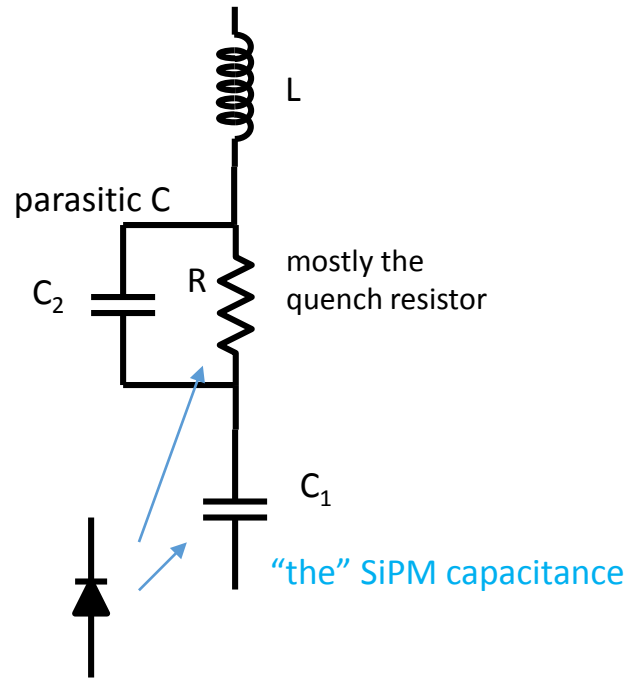 L
parasitic C
R
mostly the
quench resistor
C₂
C₁
“the” SiPM capacitance